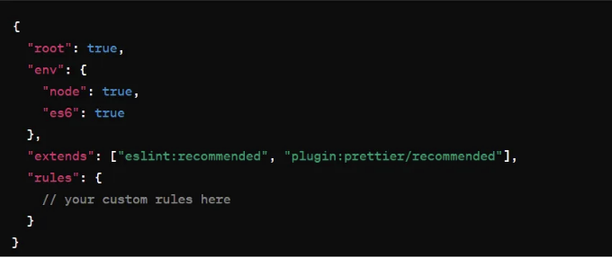 {
  "root": true,
  "env": {
    "node": true,
    "es6": true
  },
  "extends": ["eslint:recommended", "plugin:prettier/recommended"],
  "rules": {
    // your custom rules here
  }
}